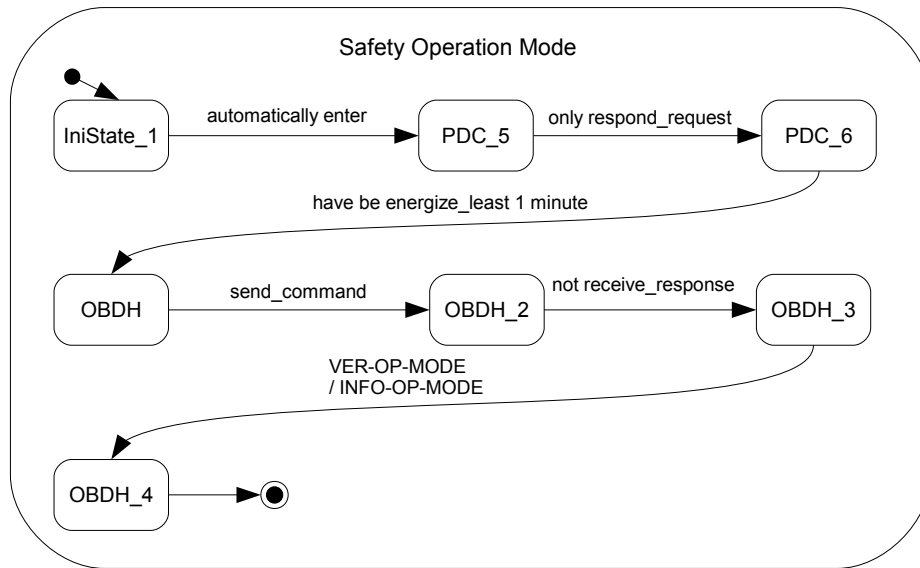 Safety Operation Mode
IniState_1
automatically enter
PDC_5
only respond_request
PDC_6
have be energize_least 1 minute
OBDH
send_command
OBDH_2
not receive_response
OBDH_3
VER-OP-MODE
/ INFO-OP-MODE
OBDH_4